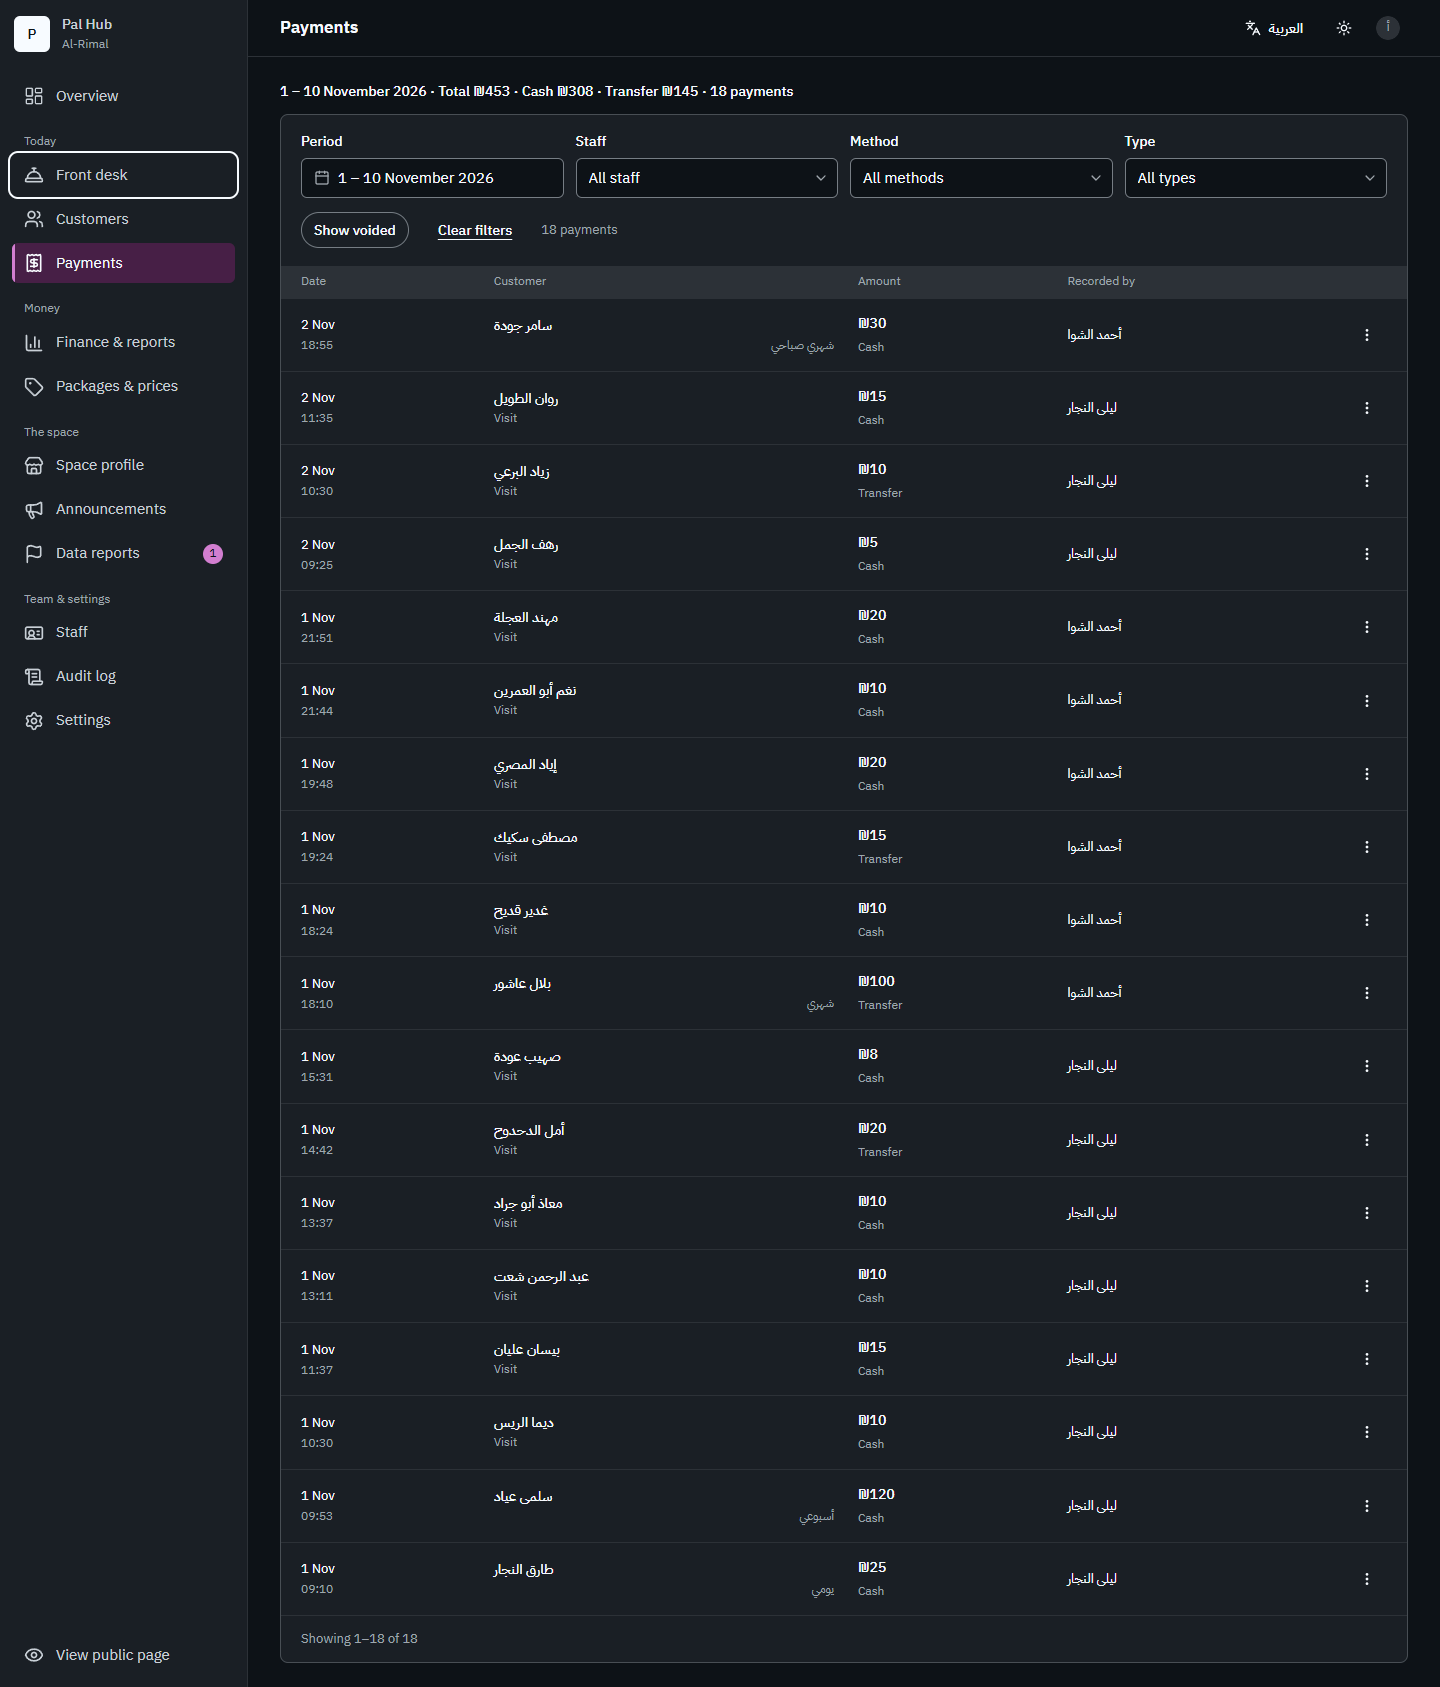 P
Pal Hub
Al-Rimal
Overview
Today
Front desk
Customers
Payments
Money
Finance & reports
Packages & prices
The space
Space profile
Announcements
Data reports 1
Team & settings
Staff
Audit log
Settings
View public page
Payments
العربية
أ
1 – 10 November 2026 · Total ₪453 · Cash ₪308 · Transfer ₪145 · 18 payments
Period Staff Method Type
1 – 10 November 2026 All staff All methods All types
Show voided Clear filters 18 payments
Date Customer Amount Recorded by
2 Nov سامر جودة ₪30 أحمد الشوا
18:55 شهري صباحي Cash
2 Nov روان الطويل ₪15 ليلى النجار
11:35 Visit Cash
2 Nov زياد البرعي ₪10 ليلى النجار
10:30 Visit Transfer
2 Nov رهف الجمل ₪5 ليلى النجار
09:25 Visit Cash
1 Nov مهند العجلة ₪20 أحمد الشوا
21:51 Visit Cash
1 Nov نغم أبو العمرين ₪10 أحمد الشوا
21:44 Visit Cash
1 Nov إياد المصري ₪20 أحمد الشوا
19:48 Visit Cash
1 Nov مصطفى سكيك ₪15 أحمد الشوا
19:24 Visit Transfer
1 Nov غدير قديح ₪10 أحمد الشوا
18:24 Visit Cash
1 Nov بلال عاشور ₪100 أحمد الشوا
18:10 شهري Transfer
1 Nov صهيب عودة ₪8 ليلى النجار
15:31 Visit Cash
1 Nov أمل الدحدوح ₪20 ليلى النجار
14:42 Visit Transfer
1 Nov معاذ أبو جراد ₪10 ليلى النجار
13:37 Visit Cash
1 Nov عبد الرحمن شعت ₪10 ليلى النجار
13:11 Visit Cash
1 Nov بيسان عليان ₪15 ليلى النجار
11:37 Visit Cash
1 Nov ديما الريس ₪10 ليلى النجار
10:30 Visit Cash
1 Nov سلمى عياد ₪120 ليلى النجار
09:53 أسبوعي Cash
1 Nov طارق النجار ₪25 ليلى النجار
09:10 يومي Cash
Showing 1–18 of 18